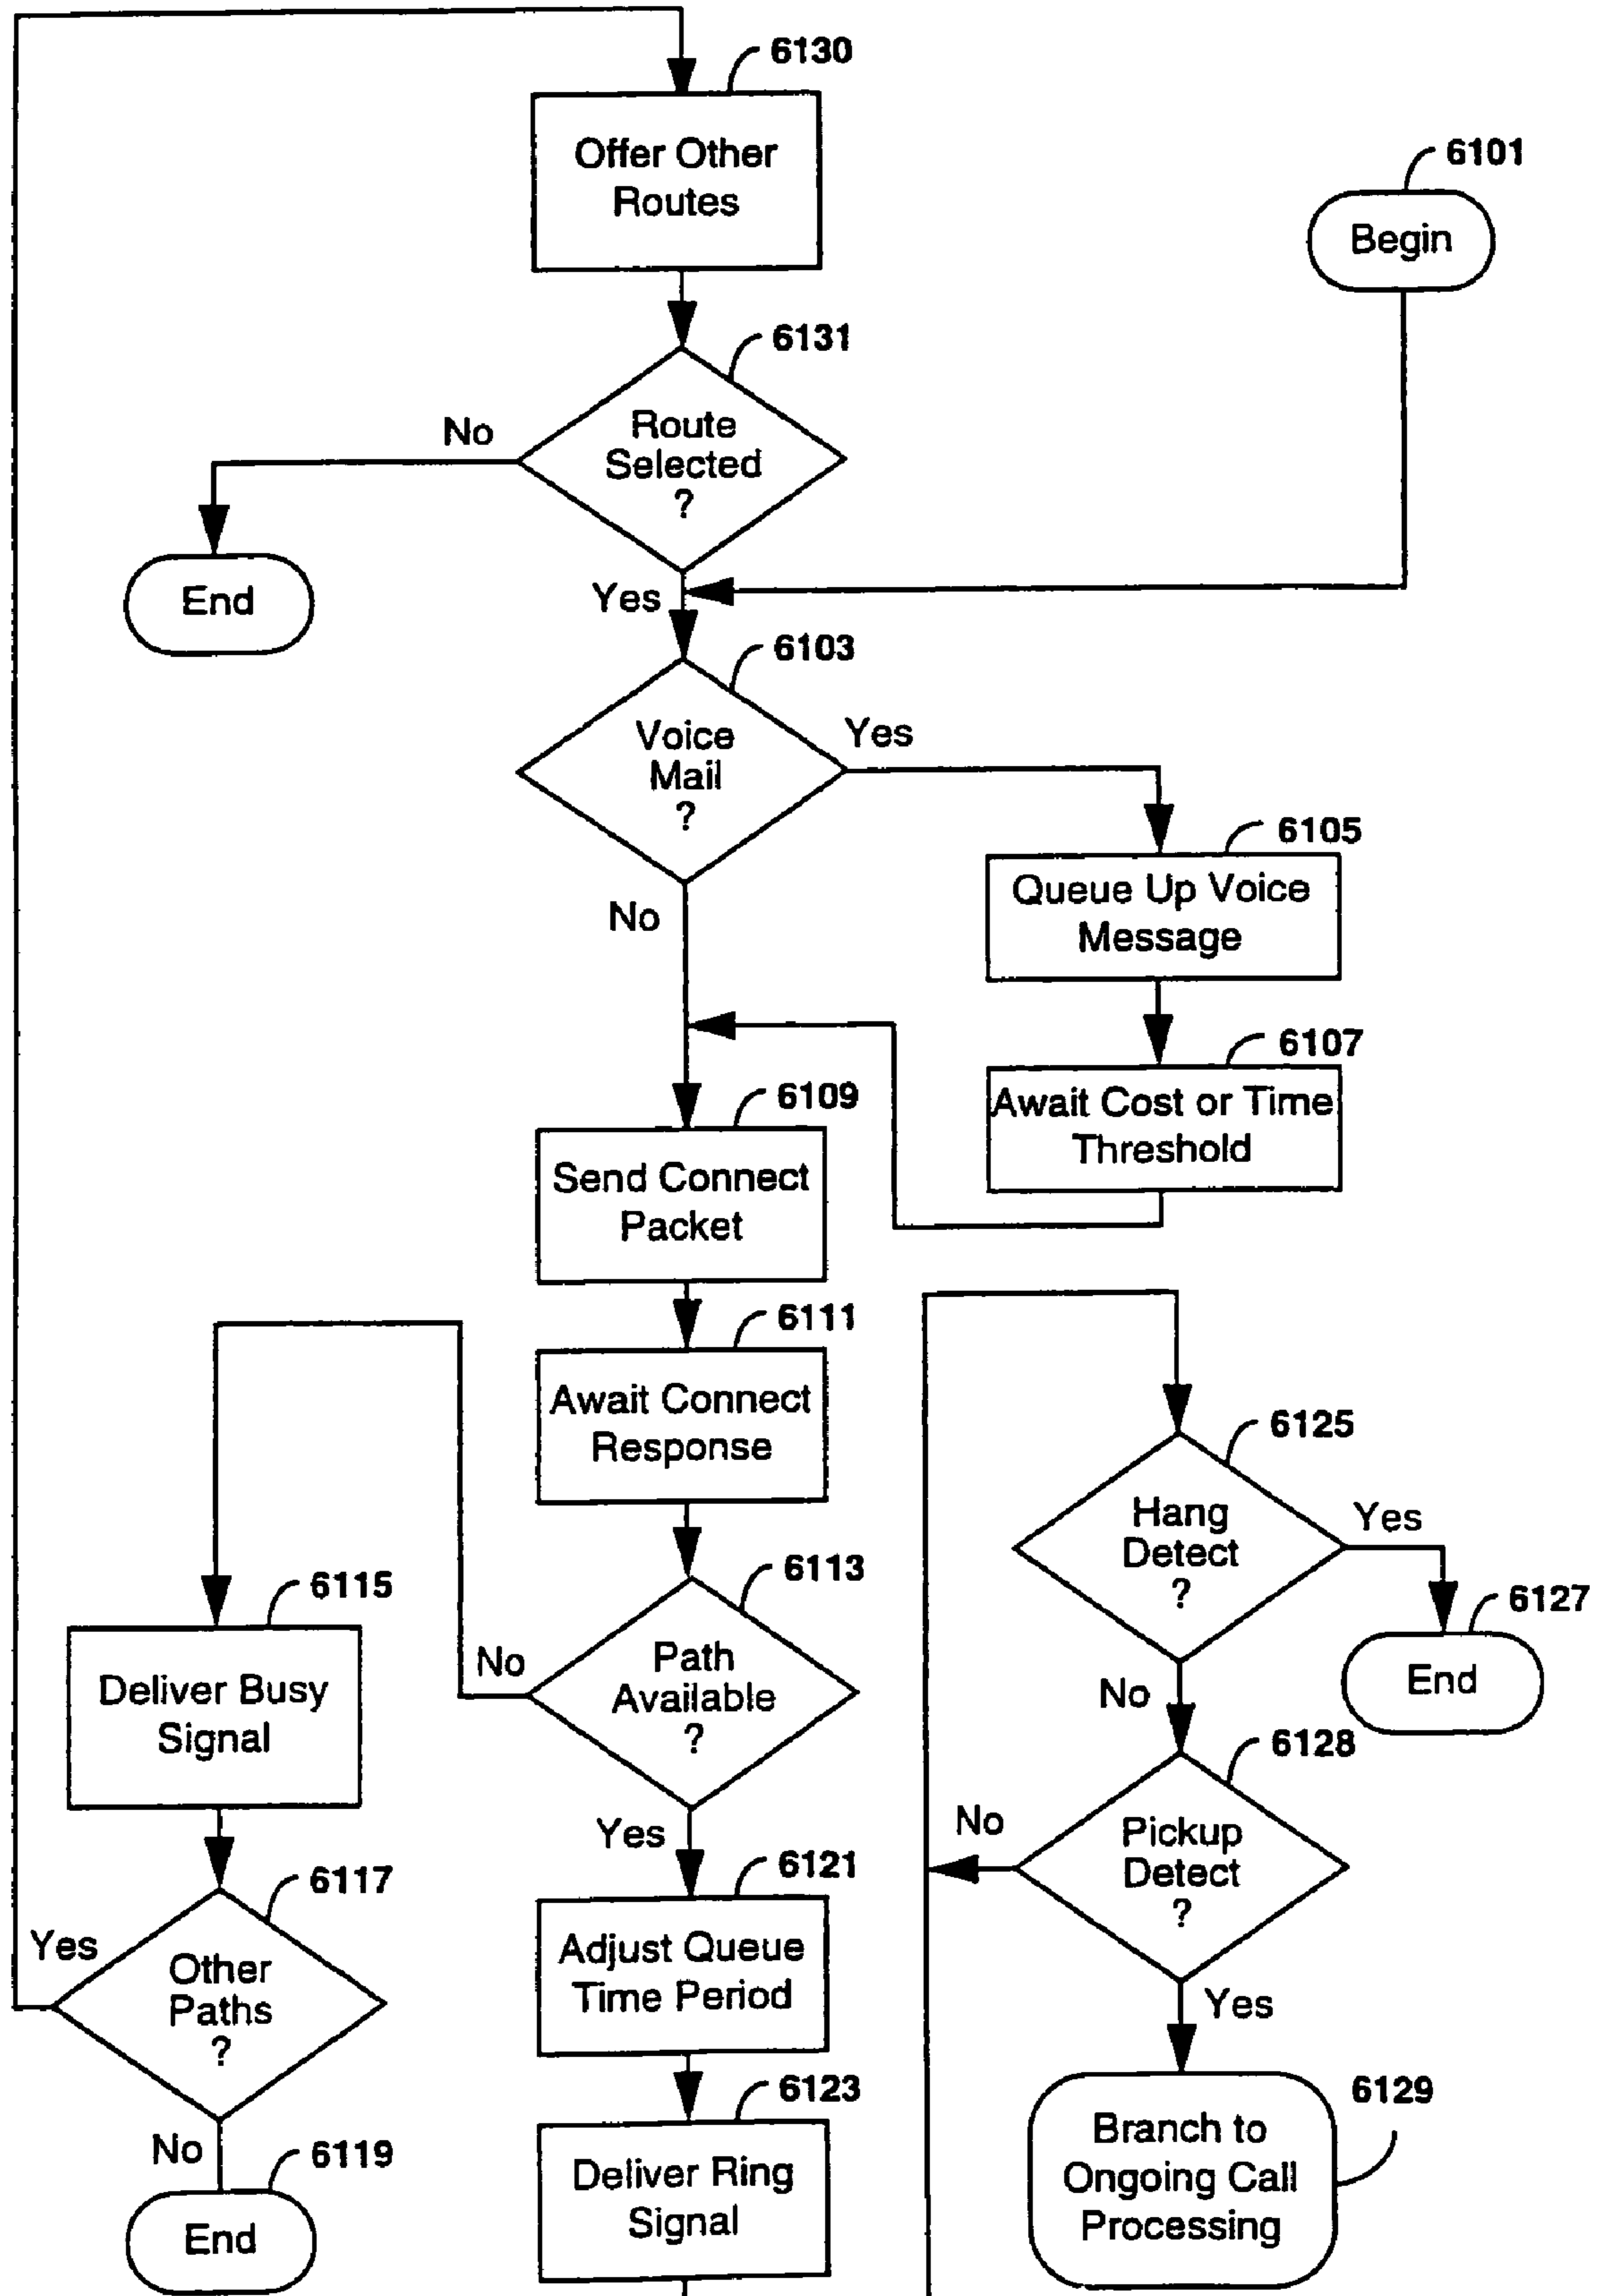 6130
Offer Other
Routes
6101
Begin
6131
Route
Selected
?
No
End
Yes
6103
Voice
Mail
?
Yes
No
6105
Queue Up Voice
Message
6107
Await Cost or Time
Threshold
6109
Send Connect
Packet
6111
Await Connect
Response
6113
Path
Available
?
No
Yes
6115
Deliver Busy
Signal
6117
Other
Paths
?
Yes
No
6119
End
6121
Adjust Queue
Time Period
6123
Deliver Ring
Signal
6125
Hang
Detect
?
Yes
6127
End
No
6128
Pickup
Detect
?
No
Yes
6129
Branch to
Ongoing Call
Processing